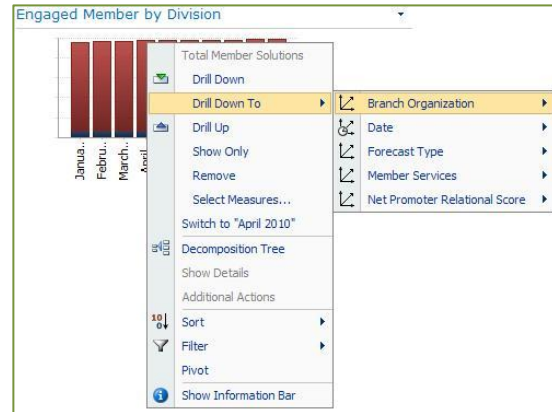 Engaged Member by Division
Total Member Solutions
Drill Down
Drill Down To
Drill Up
Show Only
Remove
Select Measures...
Switch to "April 2010"
Decomposition Tree
Show Details
Additional Actions
Sort
Filter
Pivot
Show Information Bar
Branch Organization
Date
Forecast Type
Member Services
Net Promoter Relational Score
Janua..
Febru..
March..